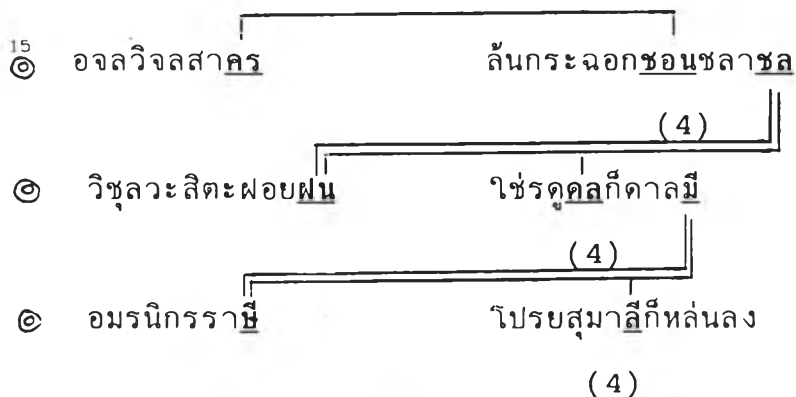 15
๏ อจลวิจลสาคร ล้นกระฉอกชอนชลาชล
(4)
๏ วิชุลวะสิตะฝอยฝน ใช่รดูดลก็ดาลมี
(4)
๏ อมรนิกรราษี โปรยสุมาลีก็หล่นลง
(4)